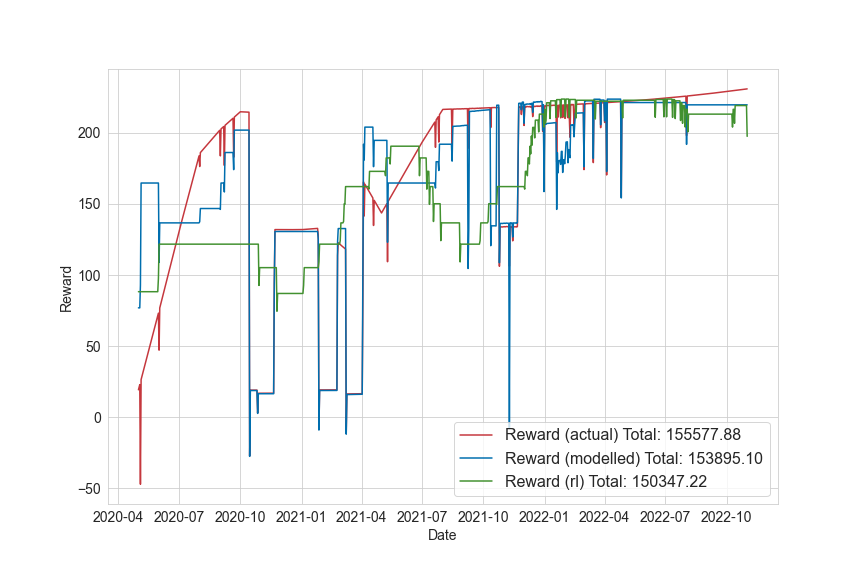 200
150
100
50
0
−50
Reward
Reward (actual) Total: 155577.88
Reward (modelled) Total: 153895.10
Reward (rl) Total: 150347.22
2020-04 2020-07 2020-10 2021-01 2021-04 2021-07 2021-10 2022-01 2022-04 2022-07 2022-10
Date